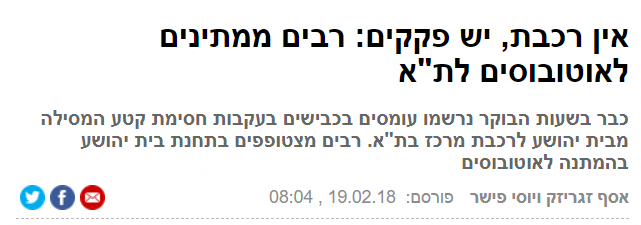 אין רכבת, יש פקקים: רבים ממתינים
לאוטובוסים לת"א
כבר בשעות הבוקר נרשמו עומסים בכבישים בעקבות חסימת קטע המסילה
מבית יהושע לרכבת מרכז בת"א. רבים מצטופפים בתחנת בית יהושע
בהמתנה לאוטובוסים
אסף זגריזק ויוסי פישר פורסם: 19.02.18 , 08:04